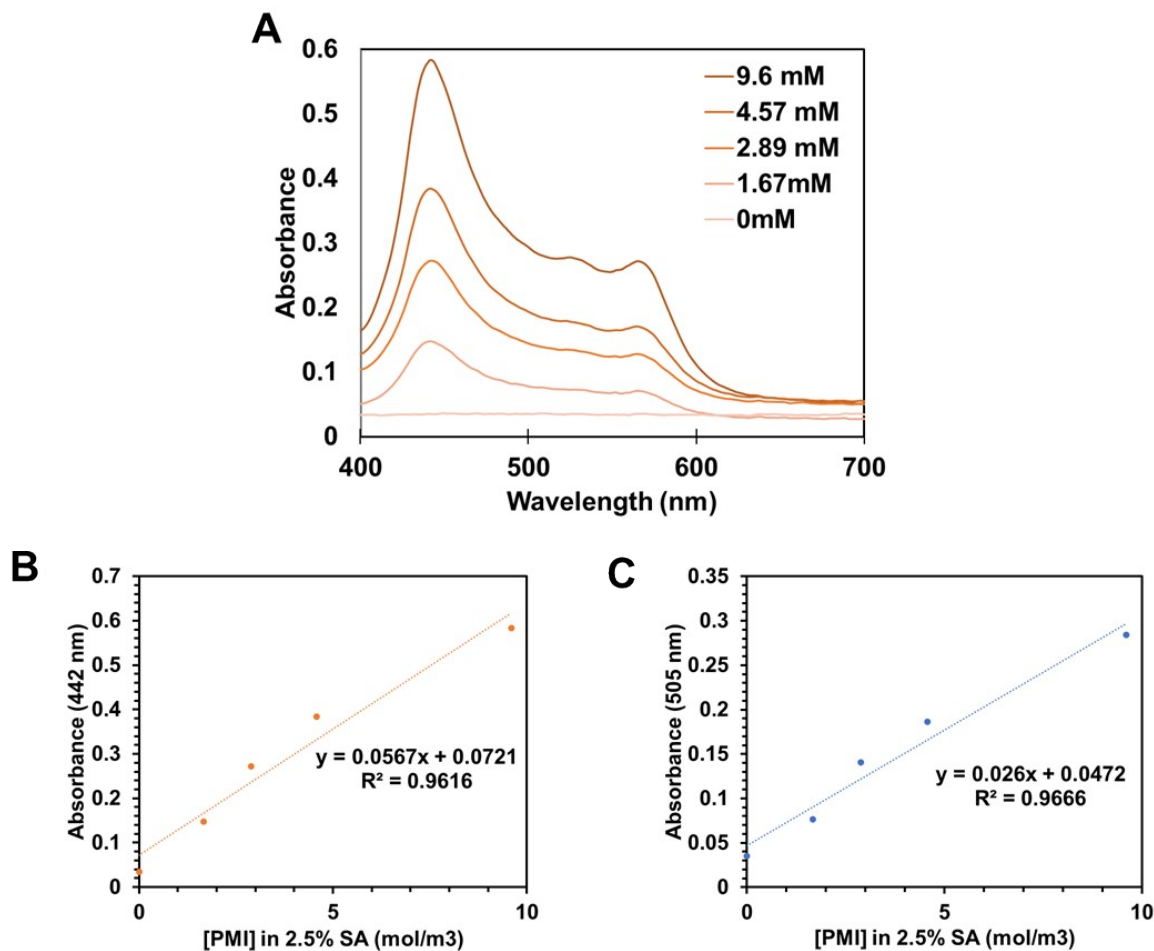 A
0.6
0.5
0.4
0.3
0.2
0.1
0
Absorbance
9.6 mM
4.57 mM
2.89 mM
1.67mM
0mM
400
500
600
700
Wavelength (nm)
B
0.7
0.6
0.5
0.4
0.3
0.2
0.1
0
Absorbance (442 nm)
y = 0.0567x + 0.0721
R² = 0.9616
0
5
10
[PMI] in 2.5% SA (mol/m3)
C
0.35
0.3
0.25
0.2
0.15
0.1
0.05
0
Absorbance (505 nm)
y = 0.026x + 0.0472
R² = 0.9666
0
2
4
6
8
10
[PMI] in 2.5% SA (mol/m3)